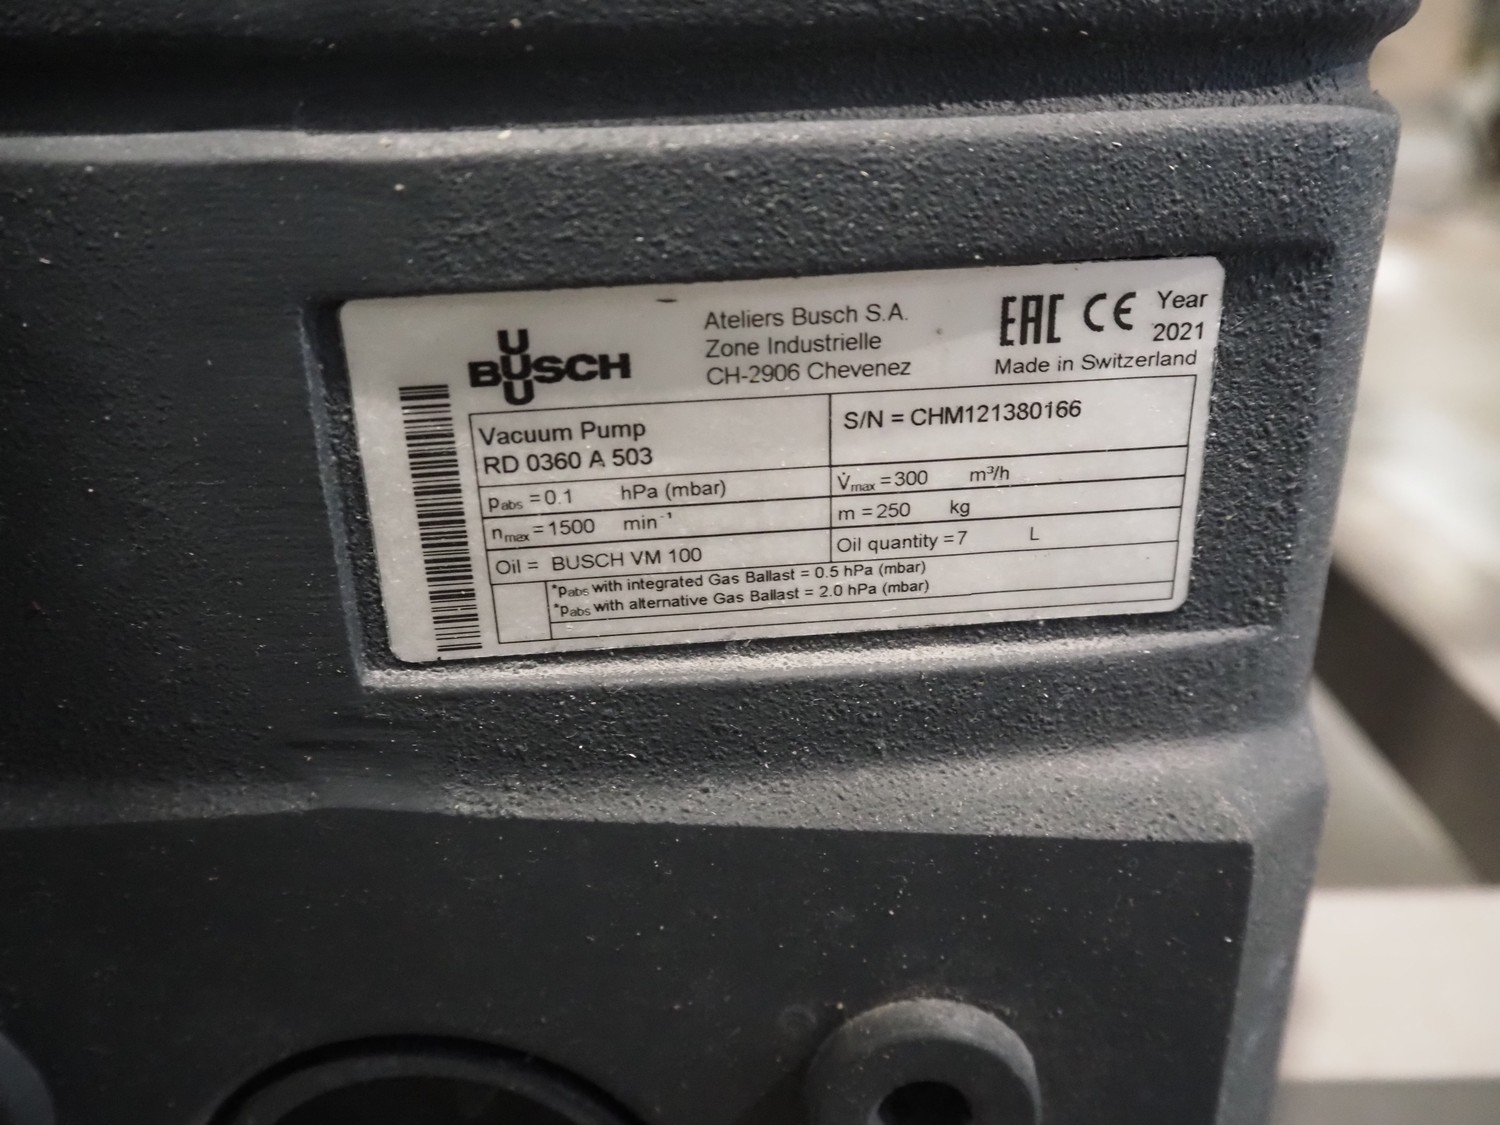 BUSCH
Ateliers Busch S.A.
Zone Industrielle
CH-2906 Chevenez
EAC CE Year
2021
Made in Switzerland
Vacuum Pump
RD 0360 A 503
S/N = CHM121380166
pabs = 0.1 hPa (mbar)
V̇max = 300 m³/h
nmax = 1500 min⁻¹
m = 250 kg
Oil = BUSCH VM 100
Oil quantity = 7 L
*pabs with integrated Gas Ballast = 0.5 hPa (mbar)
*pabs with alternative Gas Ballast = 2.0 hPa (mbar)